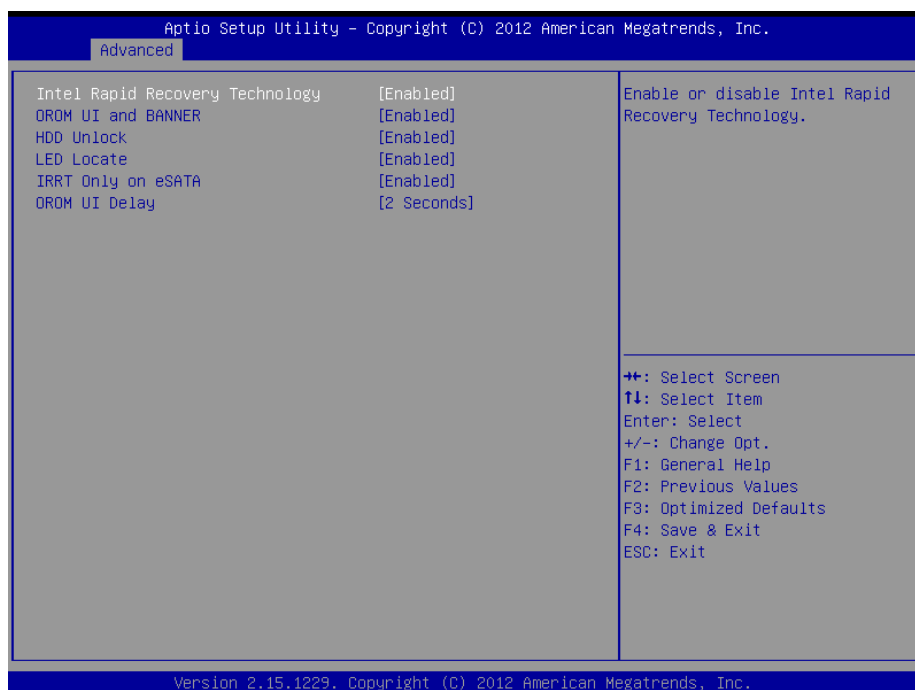 Aptio Setup Utility – Copyright (C) 2012 American Megatrends, Inc.
Advanced
Intel Rapid Recovery Technology [Enabled]
OROM UI and BANNER [Enabled]
HDD Unlock [Enabled]
LED Locate [Enabled]
IRRT Only on eSATA [Enabled]
OROM UI Delay [2 Seconds]
Enable or disable Intel Rapid
Recovery Technology.
→←: Select Screen
↑↓: Select Item
Enter: Select
+/-: Change Opt.
F1: General Help
F2: Previous Values
F3: Optimized Defaults
F4: Save & Exit
ESC: Exit
Version 2.15.1229. Copyright (C) 2012 American Megatrends, Inc.